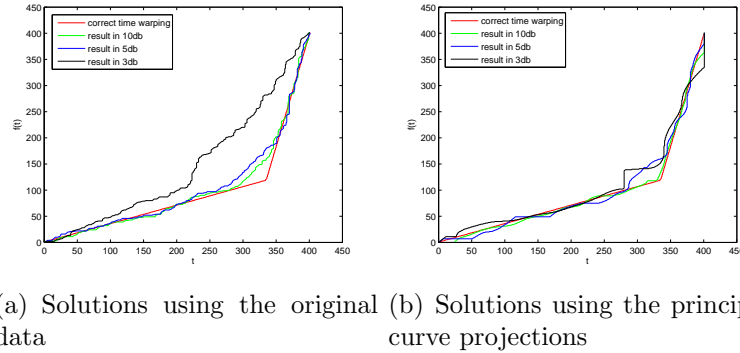 450
400
350
300
250
200
150
100
50
0
f(t)
0 50 100 150 200 250 300 350 400 450
t
correct time warping
result in 10db
result in 5db
result in 3db
450
400
350
300
250
200
150
100
50
0
f(t)
0 50 100 150 200 250 300 350 400 450
t
correct time warping
result in 10db
result in 5db
result in 3db
(a) Solutions using the original
data
(b) Solutions using the princip
curve projections